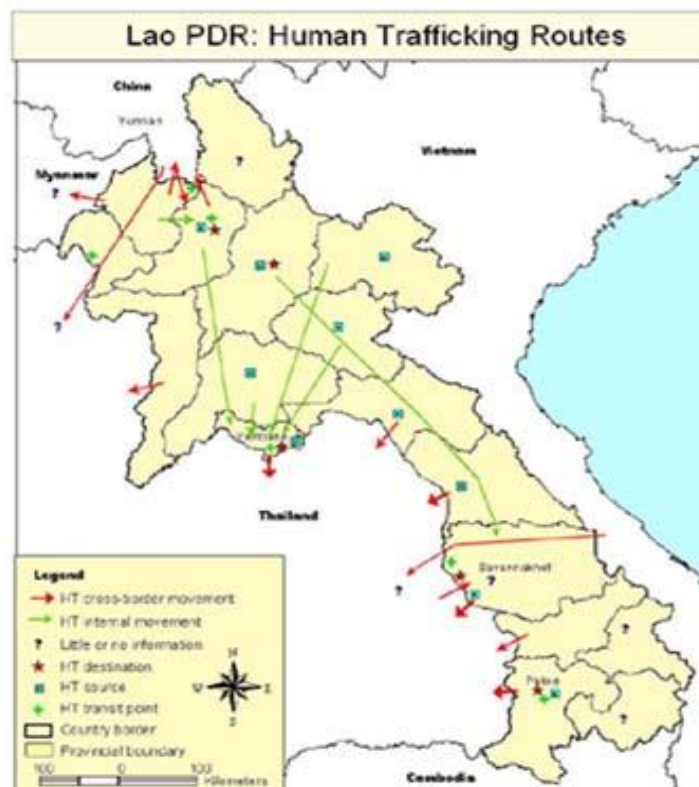 Lao PDR: Human Trafficking Routes
China
Yunnan
?
Vietnam
Myanmar
?
?
Vientiane
Thailand
Savannakhet
?
?
?
?
Cambodia
Legend
HT cross-border movement
HT internal movement
? Little or no information
HT destination
HT source
HT transit point
Country border
Provincial boundary
100 0 100
Kilometers
N
W E
S